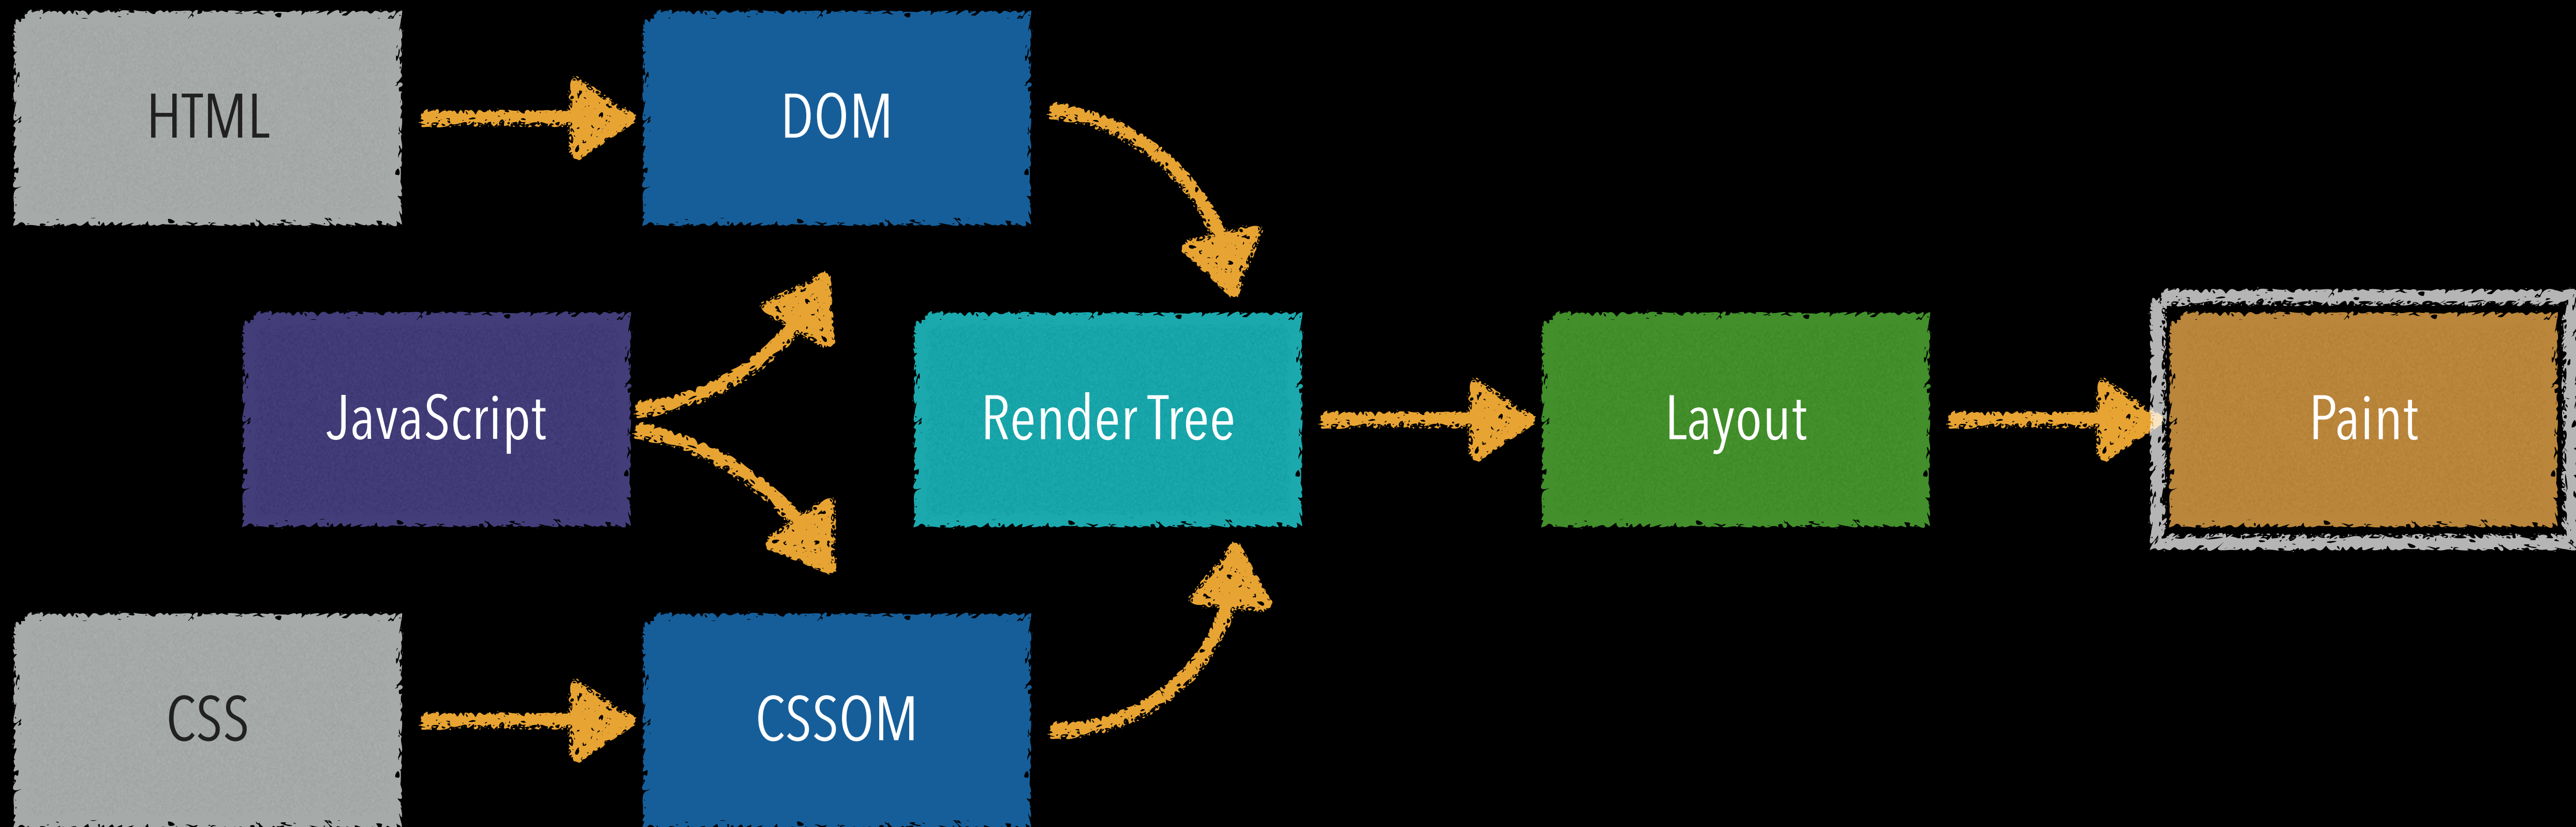 HTML
DOM
JavaScript
Render Tree
Layout
Paint
CSS
CSSOM